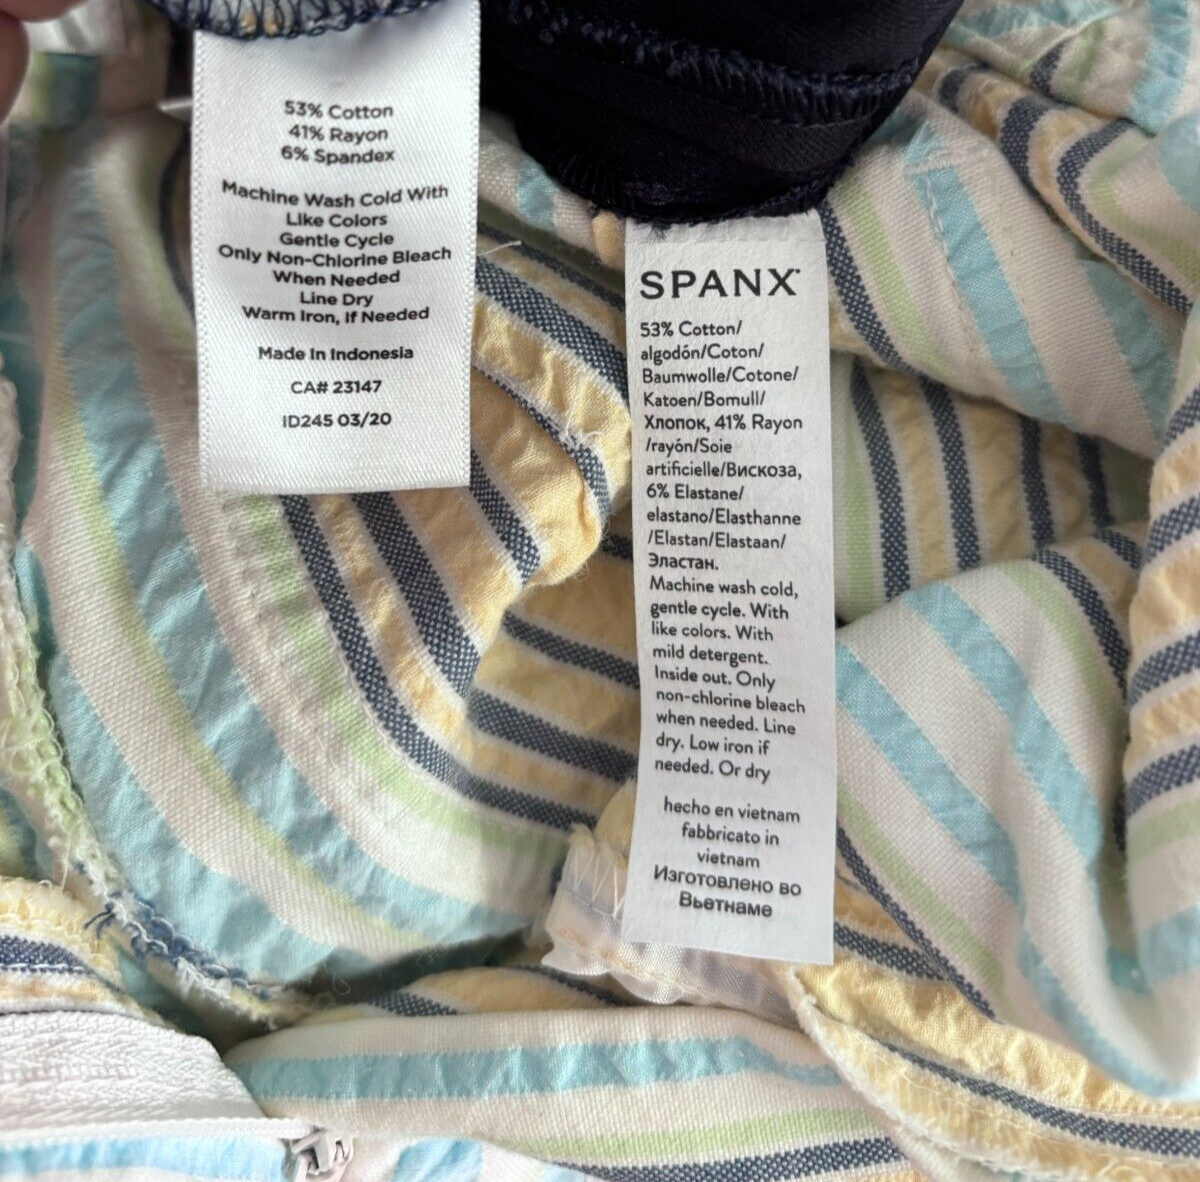 53% Cotton
41% Rayon
6% Spandex
Machine Wash Cold With
Like Colors
Gentle Cycle
Only Non-Chlorine Bleach
When Needed
Line Dry
Warm Iron, If Needed
Made In Indonesia
CA# 23147
ID245 03/20
SPANX
53% Cotton/
algodón/Coton/
Baumwolle/Cotone/
Katoen/Bomull/
Хлопок, 41% Rayon
/rayón/Soie
artificielle/Вискоза,
6% Elastane/
elastano/Elasthanne
/Elastan/Elastaan/
Эластан.
Machine wash cold,
gentle cycle. With
like colors. With
mild detergent.
Inside out. Only
non-chlorine bleach
when needed. Line
dry. Low iron if
needed. Or dry
hecho en vietnam
fabbricato in
vietnam
Изготовлено во
Вьетнаме